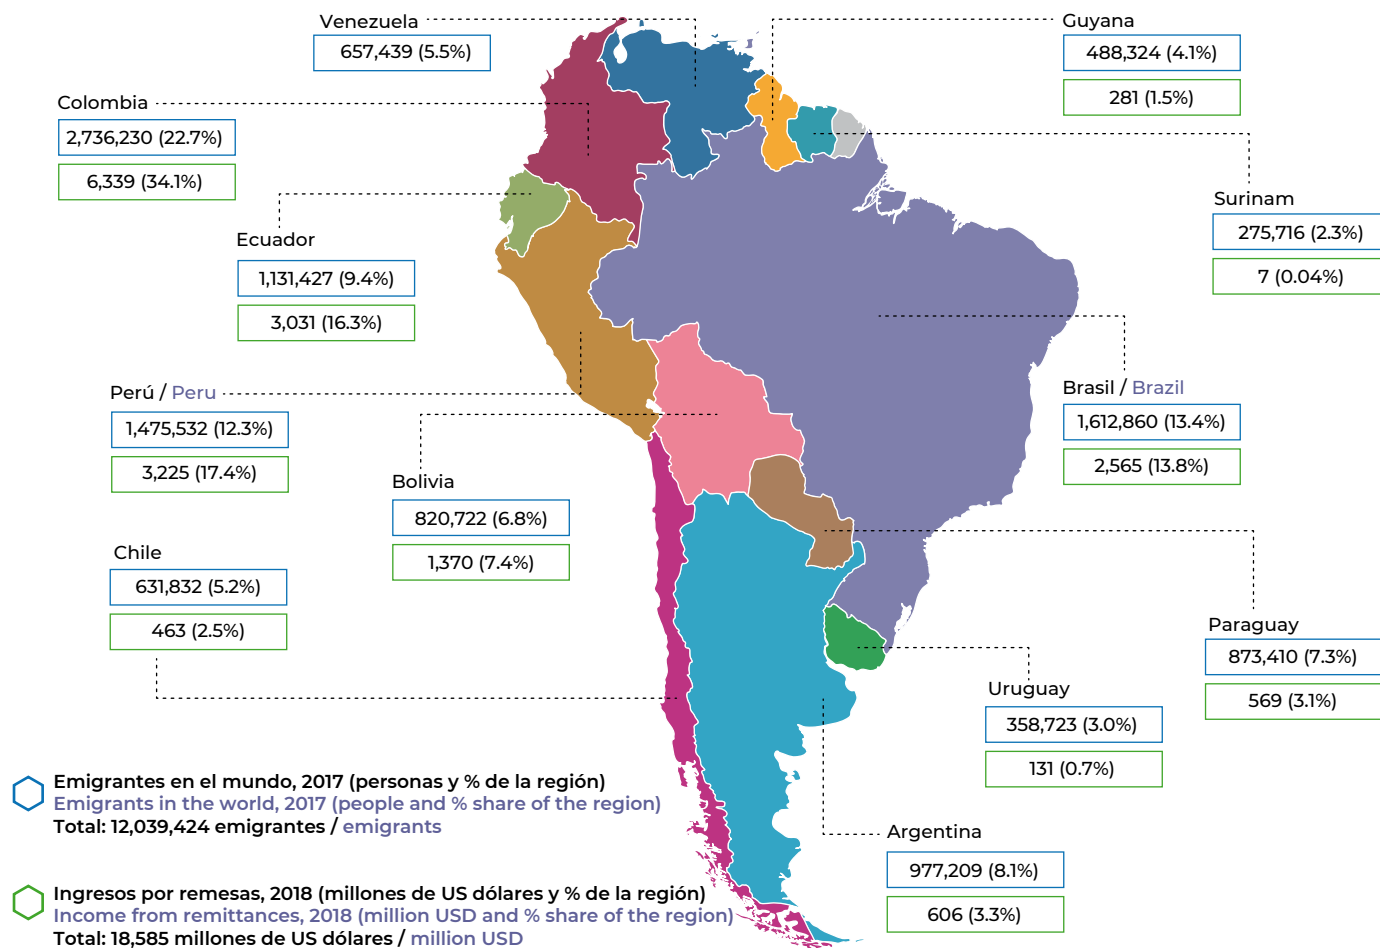 Venezuela
657,439 (5.5%)
Guyana
488,324 (4.1%)
281 (1.5%)
Colombia
2,736,230 (22.7%)
6,339 (34.1%)
Surinam
275,716 (2.3%)
7 (0.04%)
Ecuador
1,131,427 (9.4%)
3,031 (16.3%)
Perú / Peru
1,475,532 (12.3%)
3,225 (17.4%)
Brasil / Brazil
1,612,860 (13.4%)
2,565 (13.8%)
Bolivia
820,722 (6.8%)
1,370 (7.4%)
Chile
631,832 (5.2%)
463 (2.5%)
Paraguay
873,410 (7.3%)
569 (3.1%)
Uruguay
358,723 (3.0%)
131 (0.7%)
Argentina
977,209 (8.1%)
606 (3.3%)
Emigrantes en el mundo, 2017 (personas y % de la región)
Emigrants in the world, 2017 (people and % share of the region)
Total: 12,039,424 emigrantes / emigrants
Ingresos por remesas, 2018 (millones de US dólares y % de la región)
Income from remittances, 2018 (million USD and % share of the region)
Total: 18,585 millones de US dólares / million USD